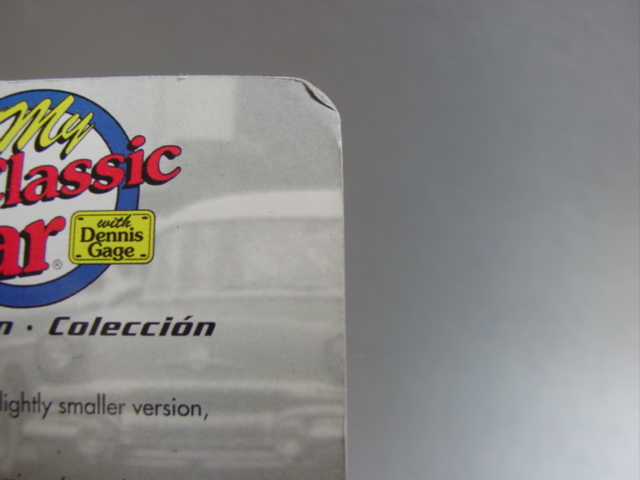 My
Classic
ar®
with
Dennis
Gage
n · Colección
lightly smaller version,